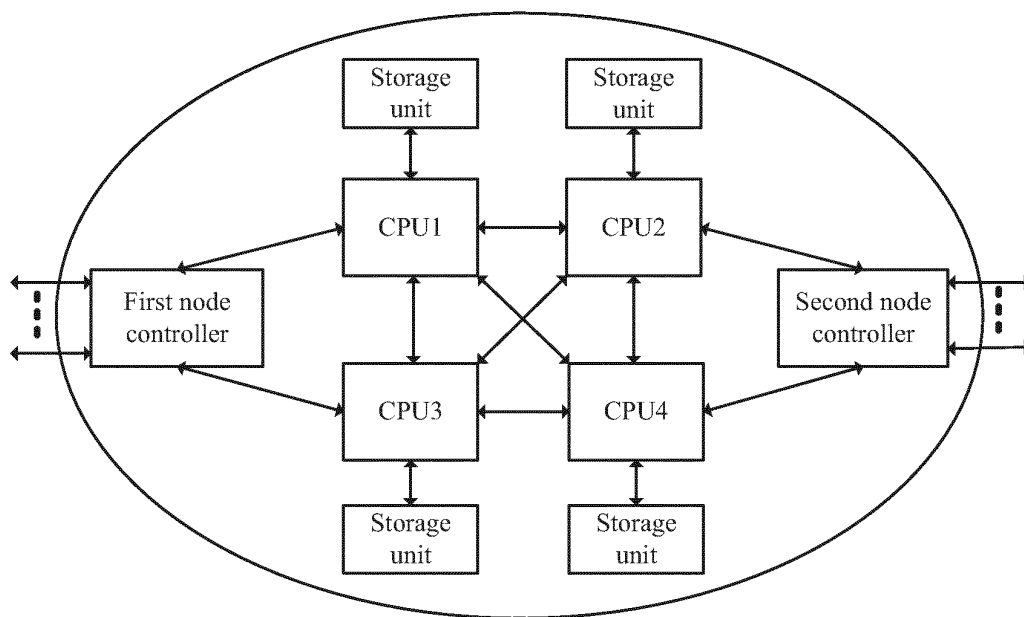 Storage
unit
Storage
unit
CPU1
CPU2
First node
controller
Second node
controller
CPU3
CPU4
Storage
unit
Storage
unit